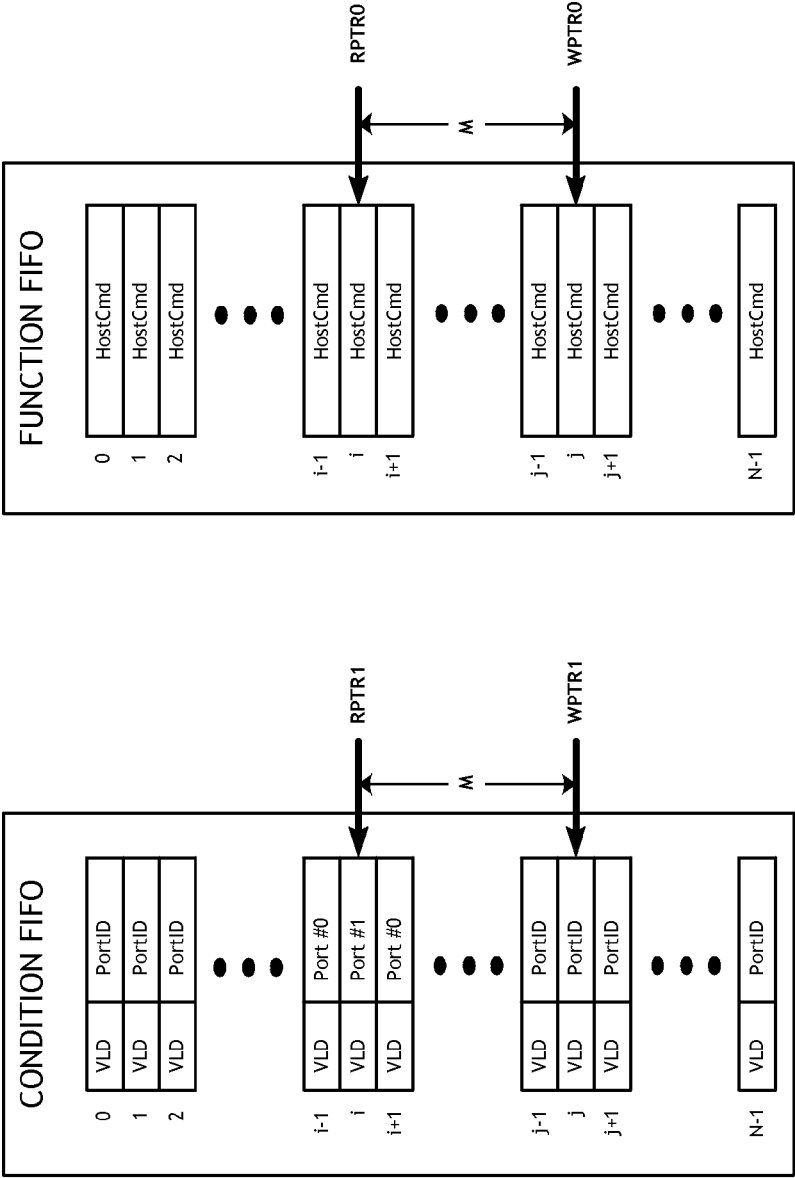 CONDITION FIFO
0 VLD PortID
1 VLD PortID
2 VLD PortID
i-1 VLD Port #0
i VLD Port #1
i+1 VLD Port #0
RPTR1
M
j-1 VLD PortID
j VLD PortID
j+1 VLD PortID
WPTR1
N-1 VLD PortID
FUNCTION FIFO
0 HostCmd
1 HostCmd
2 HostCmd
i-1 HostCmd
i HostCmd
i+1 HostCmd
RPTR0
M
j-1 HostCmd
j HostCmd
j+1 HostCmd
WPTR0
N-1 HostCmd